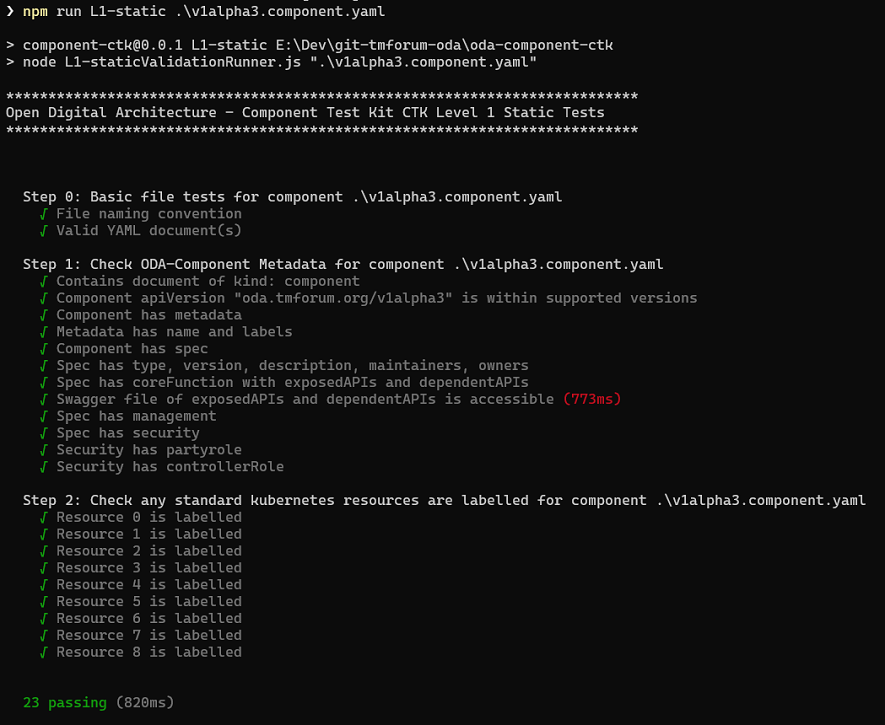 ❯ npm run L1-static .\v1alpha3.component.yaml
> component-ctk@0.0.1 L1-static E:\Dev\git-tmforum-oda\oda-component-ctk
> node L1-staticValidationRunner.js ".\v1alpha3.component.yaml"
***************************************************************************
Open Digital Architecture - Component Test Kit CTK Level 1 Static Tests
***************************************************************************
Step 0: Basic file tests for component .\v1alpha3.component.yaml
√ File naming convention
√ Valid YAML document(s)
Step 1: Check ODA-Component Metadata for component .\v1alpha3.component.yaml
√ Contains document of kind: component
√ Component apiVersion "oda.tmforum.org/v1alpha3" is within supported versions
√ Component has metadata
√ Metadata has name and labels
√ Component has spec
√ Spec has type, version, description, maintainers, owners
√ Spec has coreFunction with exposedAPIs and dependentAPIs
√ Swagger file of exposedAPIs and dependentAPIs is accessible (773ms)
√ Spec has management
√ Spec has security
√ Security has partyrole
√ Security has controllerRole
Step 2: Check any standard kubernetes resources are labelled for component .\v1alpha3.component.yaml
√ Resource 0 is labelled
√ Resource 1 is labelled
√ Resource 2 is labelled
√ Resource 3 is labelled
√ Resource 4 is labelled
√ Resource 5 is labelled
√ Resource 6 is labelled
√ Resource 7 is labelled
√ Resource 8 is labelled
23 passing (820ms)